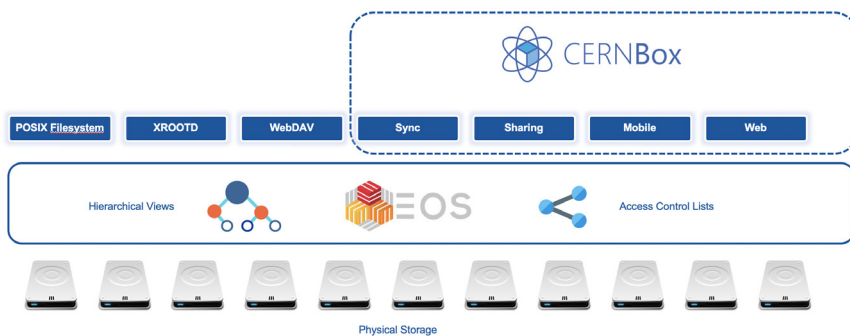 CERNBox
POSIX Filesystem
XROOTD
WebDAV
Sync
Sharing
Mobile
Web
Hierarchical Views
EOS
Access Control Lists
Physical Storage